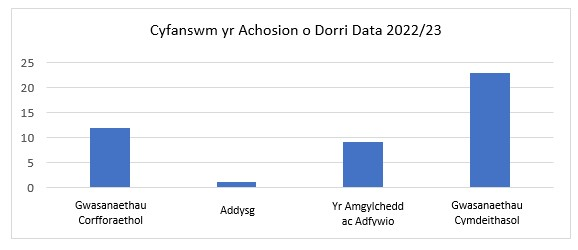 Cyfanswm yr Achosion o Dorri Data 2022/23
25
20
15
10
5
0
Gwasanaethau
Corfforaethol
Addysg
Yr Amgylchedd
ac Adfywio
Gwasanaethau
Cymdeithasol